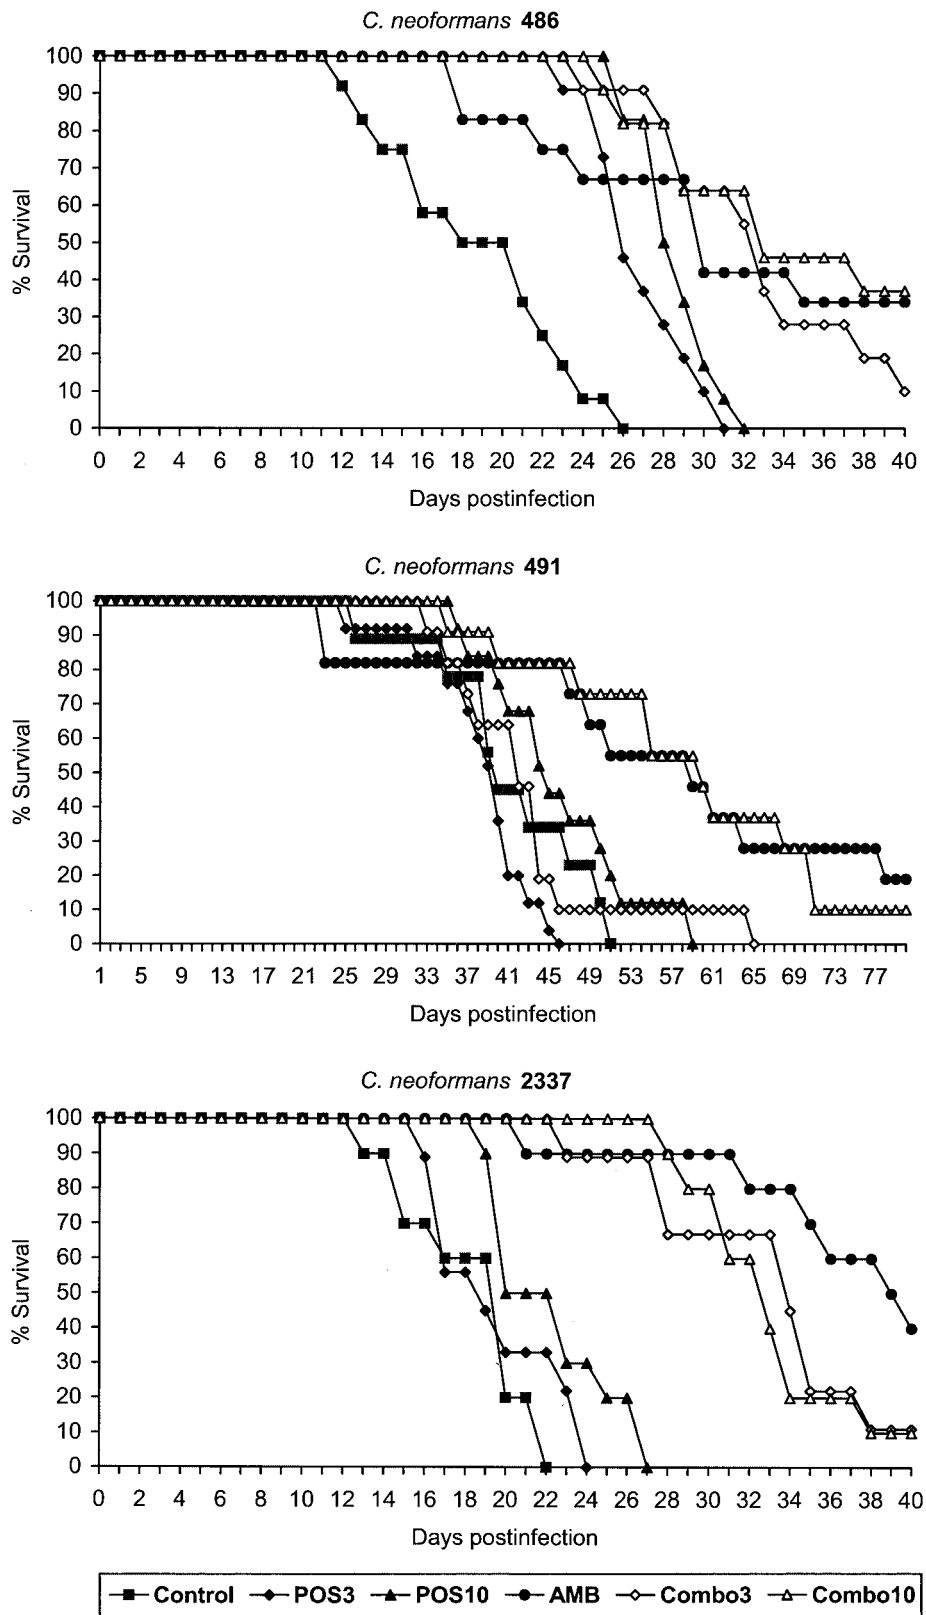 C. neoformans 486
100
90
80
70
60
50
40
30
20
10
0
% Survival
0 2 4 6 8 10 12 14 16 18 20 22 24 26 28 30 32 34 36 38 40
Days postinfection
C. neoformans 491
100
90
80
70
60
50
40
30
20
10
0
% Survival
1 5 9 13 17 21 25 29 33 37 41 45 49 53 57 61 65 69 73 77
Days postinfection
C. neoformans 2337
100
90
80
70
60
50
40
30
20
10
0
% Survival
0 2 4 6 8 10 12 14 16 18 20 22 24 26 28 30 32 34 36 38 40
Days postinfection
Control POS3 POS10 AMB Combo3 Combo10